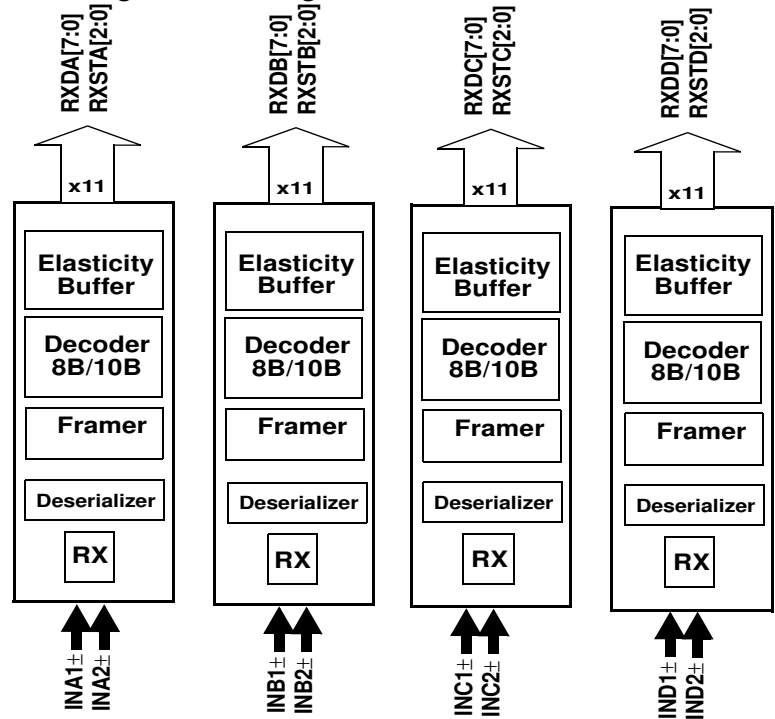 RXDA[7:0]
RXSTA[2:0]
x11
Elasticity
Buffer
Decoder
8B/10B
Framer
Deserializer
RX
INA1±
INA2±
RXDB[7:0]
RXSTB[2:0]
x11
Elasticity
Buffer
Decoder
8B/10B
Framer
Deserializer
RX
INB1±
INB2±
RXDC[7:0]
RXSTC[2:0]
x11
Elasticity
Buffer
Decoder
8B/10B
Framer
Deserializer
RX
INC1±
INC2±
RXDD[7:0]
RXSTD[2:0]
x11
Elasticity
Buffer
Decoder
8B/10B
Framer
Deserializer
RX
IND1±
IND2±